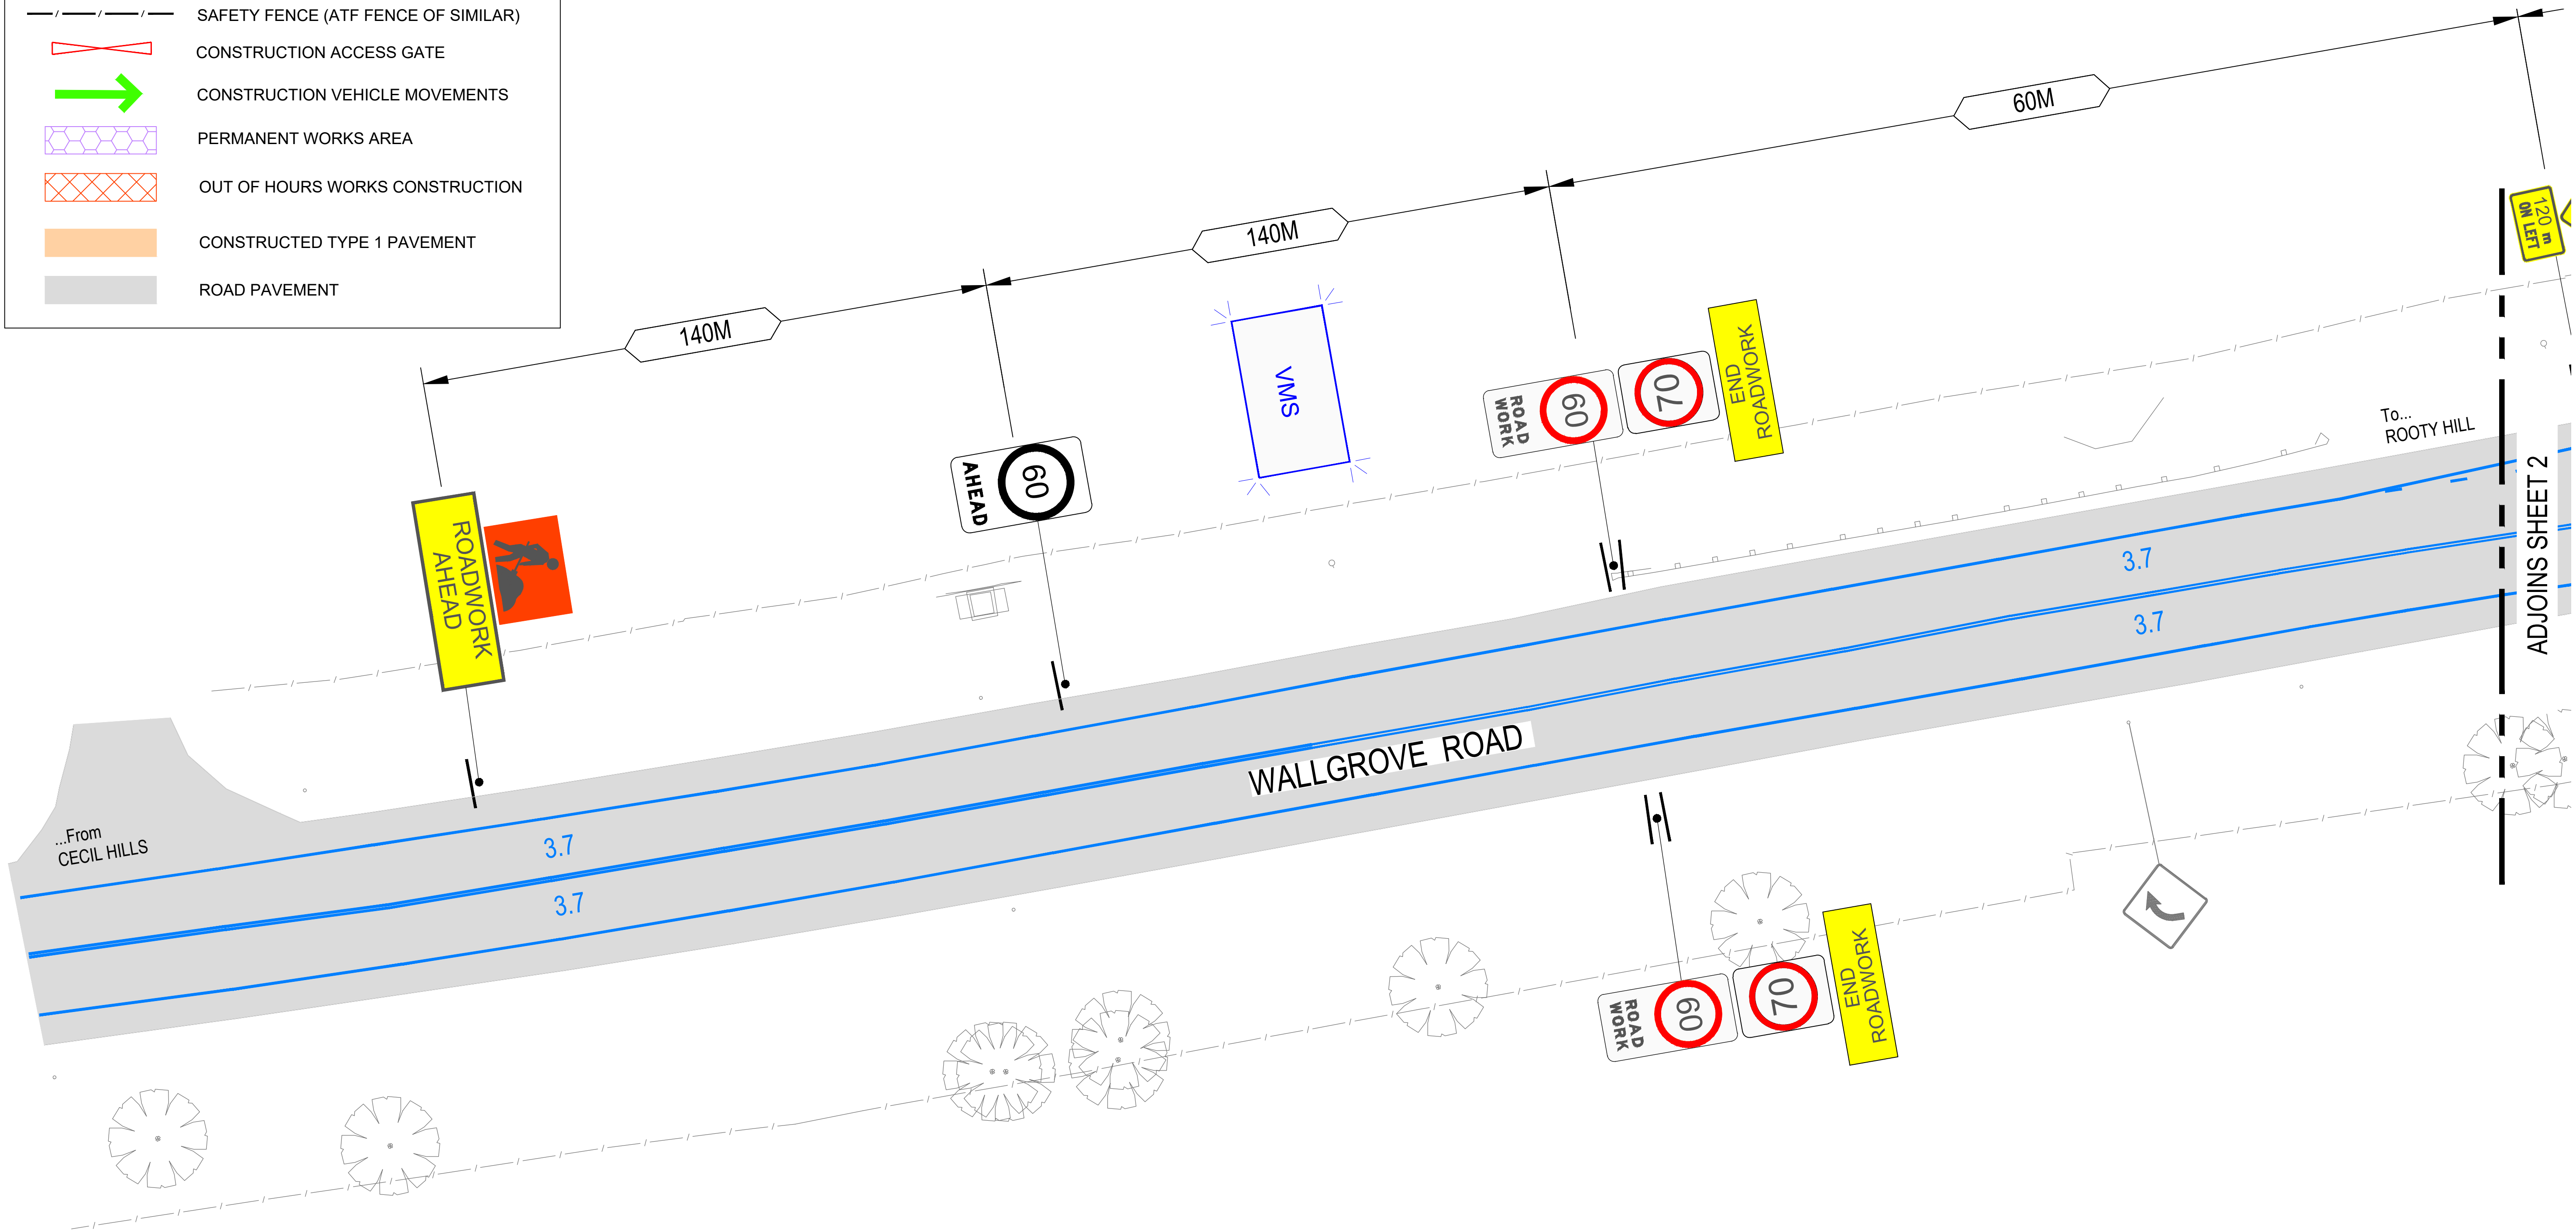 SAFETY FENCE (ATF FENCE OF SIMILAR)
CONSTRUCTION ACCESS GATE
CONSTRUCTION VEHICLE MOVEMENTS
PERMANENT WORKS AREA
OUT OF HOURS WORKS CONSTRUCTION
CONSTRUCTED TYPE 1 PAVEMENT
ROAD PAVEMENT
140M
140M
60M
ROADWORK
AHEAD
60
AHEAD
VMS
ROAD
WORK
60
70
END
ROADWORK
120 m
ON LEFT
To...
ROOTY HILL
ADJOINS SHEET 2
3.7
3.7
WALLGROVE ROAD
...From
CECIL HILLS
3.7
3.7
ROAD
WORK
60
70
END
ROADWORK